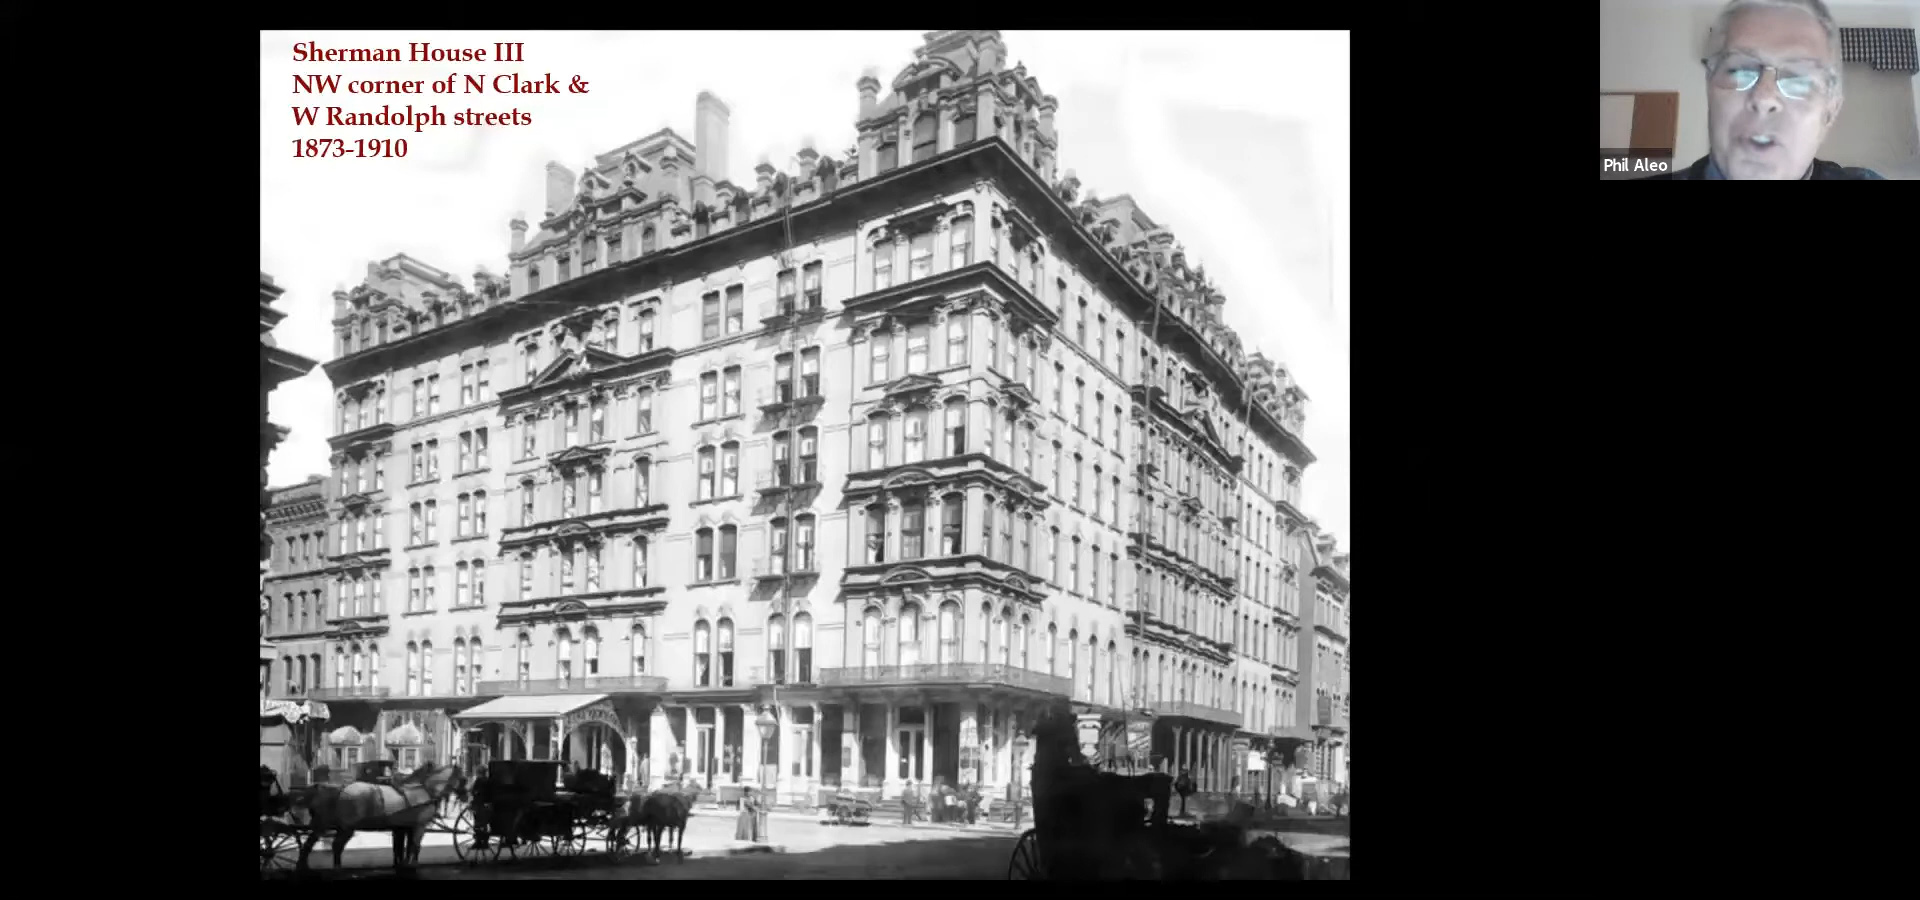 Sherman House III
NW corner of N Clark &
W Randolph streets
1873-1910
Phil Aleo